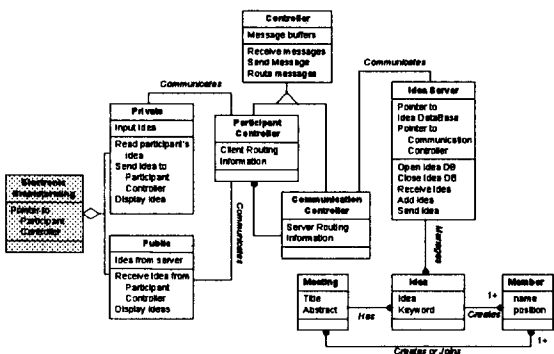 Controller
Message buffers
Receive messages
Send Message
Route messages
Communicates
Communicates
Private
Input Idea
Read participant's
Idea
Send Idea to
Participant
Controller
Display Idea
Participant
Controller
Client Routing
Information
Idea Server
Pointer to
Idea DataBase
Pointer to
Communication
Controller
Open Idea DB
Close Idea DB
Receive Idea
Add Idea
Send Idea
Electronic
Brainstorming
Pointer to
Participant
Controller
Communicates
Communication
Controller
Server Routing
Information
Public
Idea from server
Receive Idea from
Participant
Controller
Display Ideas
Manages
Meeting
Title
Abstract
Has
Idea
Idea
Keyword
1+
Creates
Member
name
position
1+
Creates or Joins